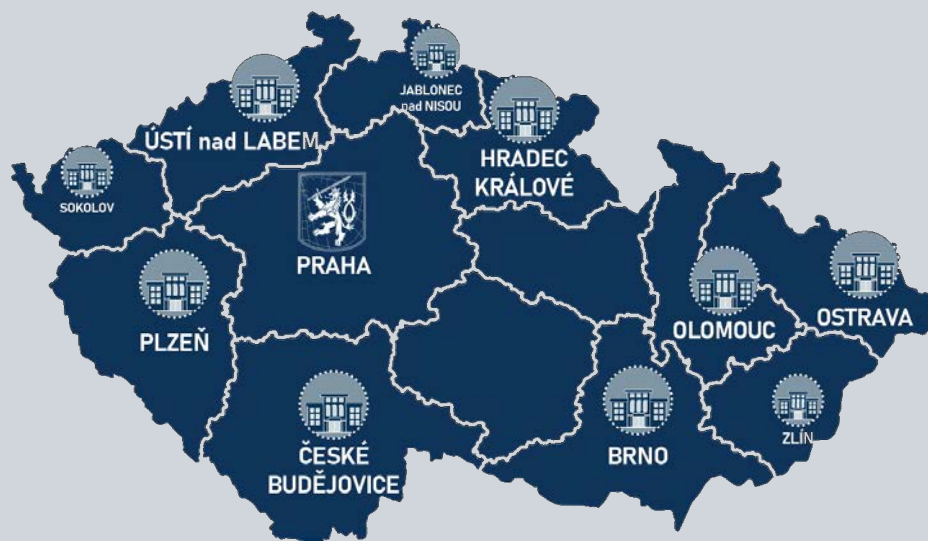 JABLONEC
nad NISOU
ÚSTÍ nad LABEM
HRADEC
KRÁLOVÉ
SOKOLOV
PRAHA
PLZEŇ
OLOMOUC
OSTRAVA
ČESKÉ
BUDĚJOVICE
BRNO
ZLÍN